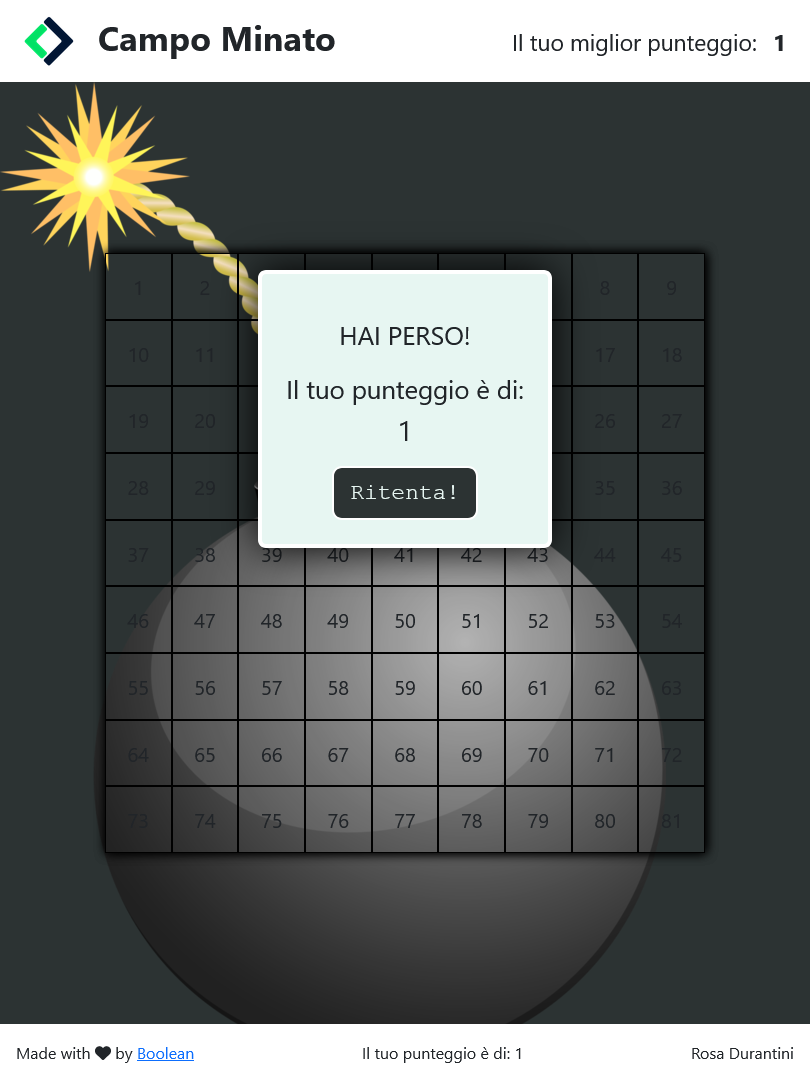 Campo Minato
Il tuo miglior punteggio: 1
1 2 8 9
10 11 17 18
19 20 26 27
28 29 35 36
HAI PERSO!
Il tuo punteggio è di:
1
Ritenta!
37 38 39 40 41 42 43 44 45
46 47 48 49 50 51 52 53 54
55 56 57 58 59 60 61 62 63
64 65 66 67 68 69 70 71 72
73 74 75 76 77 78 79 80 81
Made with ♥ by Boolean
Il tuo punteggio è di: 1
Rosa Durantini